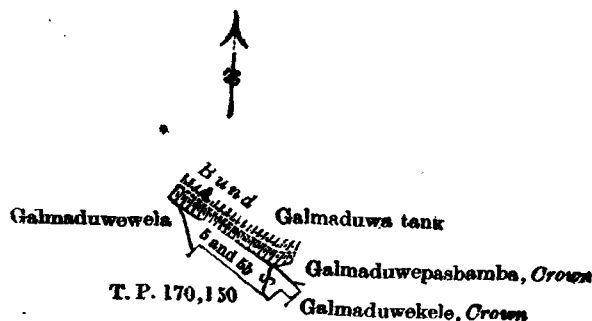 N
Bund
A
Galmaduwewela
Galmaduwa tank
5 and 5b
Galmaduwepasbamba, Crown
T. P. 170,150
Galmaduwekele, Crown